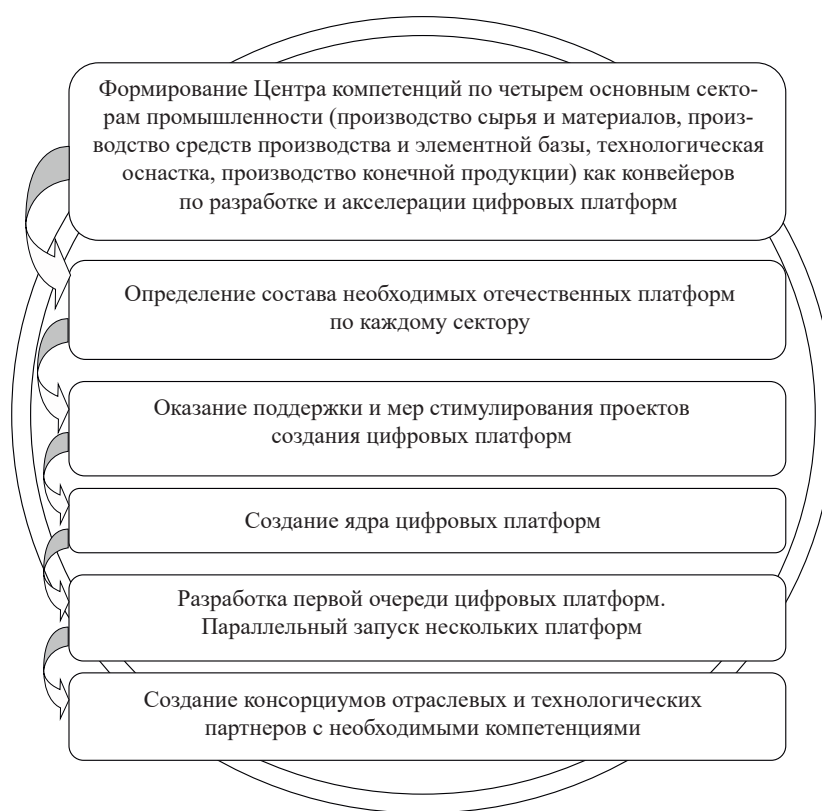 Формирование Центра компетенций по четырем основным секто-
рам промышленности (производство сырья и материалов, произ-
водство средств производства и элементной базы, технологическая
оснастка, производство конечной продукции) как конвейеров
по разработке и акселерации цифровых платформ
Определение состава необходимых отечественных платформ
по каждому сектору
Оказание поддержки и мер стимулирования проектов
создания цифровых платформ
Создание ядра цифровых платформ
Разработка первой очереди цифровых платформ.
Параллельный запуск нескольких платформ
Создание консорциумов отраслевых и технологических
партнеров с необходимыми компетенциями